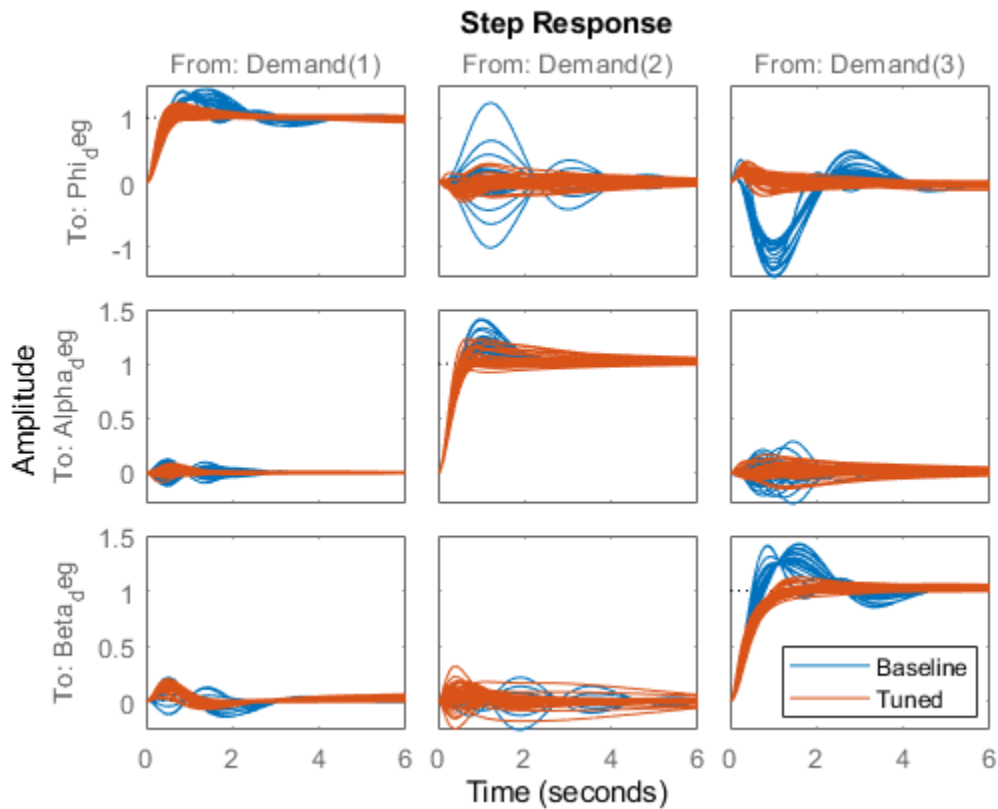 Step Response
From: Demand(1) From: Demand(2) From: Demand(3)
To: Phi_deg
1
0
-1
Amplitude
To: Alpha_deg
1.5
1
0.5
0
To: Beta_deg
1.5
1
0.5
0
Baseline
Tuned
0 2 4 6 0 2 4 6 0 2 4 6
Time (seconds)